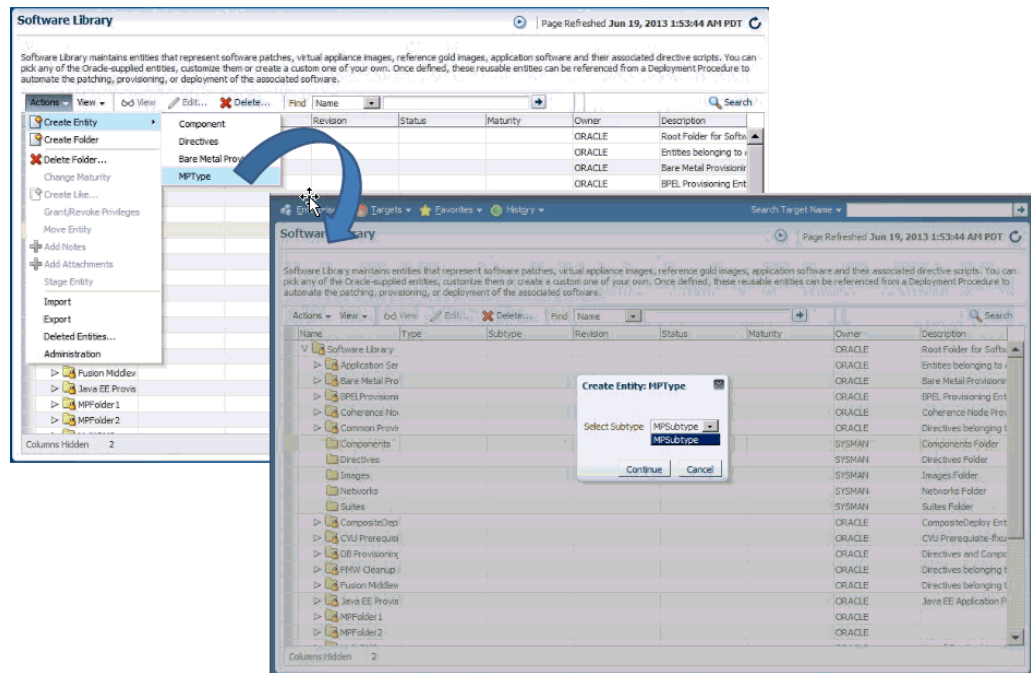 Software Library
Page Refreshed Jun 19, 2013 1:53:44 AM PDT
Software Library maintains entities that represent software patches, virtual appliance images, reference gold images, application software and their associated directive scripts. You can
pick any of the Oracle-supplied entities, customize them or create a custom one of your own. Once defined, these reusable entities can be referenced from a Deployment Procedure to
automate the patching, provisioning, or deployment of the associated software.
Actions View View Edit... Delete... Find Name Search
Revision Status Maturity Owner Description
Create Entity
Create Folder
Delete Folder...
Change Maturity
Create Like...
Grant/Revoke Privileges
Move Entity
Add Notes
Add Attachments
Stage Entity
Import
Export
Deleted Entities...
Administration
Component
Directives
Bare Metal Prov
MPType
ORACLE Root Folder for Softw
ORACLE Entities belonging to
ORACLE Bare Metal Provisionin
ORACLE BPEL Provisioning Ent
Fusion Middlew
Java EE Provis
MPFolder1
MPFolder2
Columns Hidden 2
Targets Favorites History Search Target Name
Page Refreshed Jun 19, 2013 1:53:44 AM PDT
Software Library maintains entities that represent software patches, virtual appliance images, reference gold images, application software and their associated directive scripts. You can
pick any of the Oracle-supplied entities, customize them or create a custom one of your own. Once defined, these reusable entities can be referenced from a Deployment Procedure to
automate the patching, provisioning, or deployment of the associated software.
Actions View View Edit... Delete... Find Name Search
Name Type Subtype Revision Status Maturity Owner Description
Software Library ORACLE Root Folder for Softw
Application Ser ORACLE Entities belonging to
Bare Metal Pro ORACLE Bare Metal Provisionin
BPELProvisioni ORACLE BPEL Provisioning Ent
Coherence No ORACLE Coherence Node Prov
Common Provi ORACLE Directives belonging t
Components SYSMAN Components Folder
Directives SYSMAN Directives Folder
Images SYSMAN Images Folder
Networks SYSMAN Networks Folder
Suites SYSMAN Suites Folder
CompositeDep ORACLE CompositeDeploy Ent
CVU Prerequisi ORACLE CVU Prerequisite-fixu
DB Provisioning ORACLE Directives and Compo
FMW Cleanup ORACLE Directives belonging t
Fusion Middlew ORACLE Directives belonging t
Java EE Provis ORACLE Java EE Application P
MPFolder1 ORACLE
MPFolder2 ORACLE
Columns Hidden 2
Create Entity: MPType
Select Subtype MPSubtype
MPSubtype
Continue Cancel